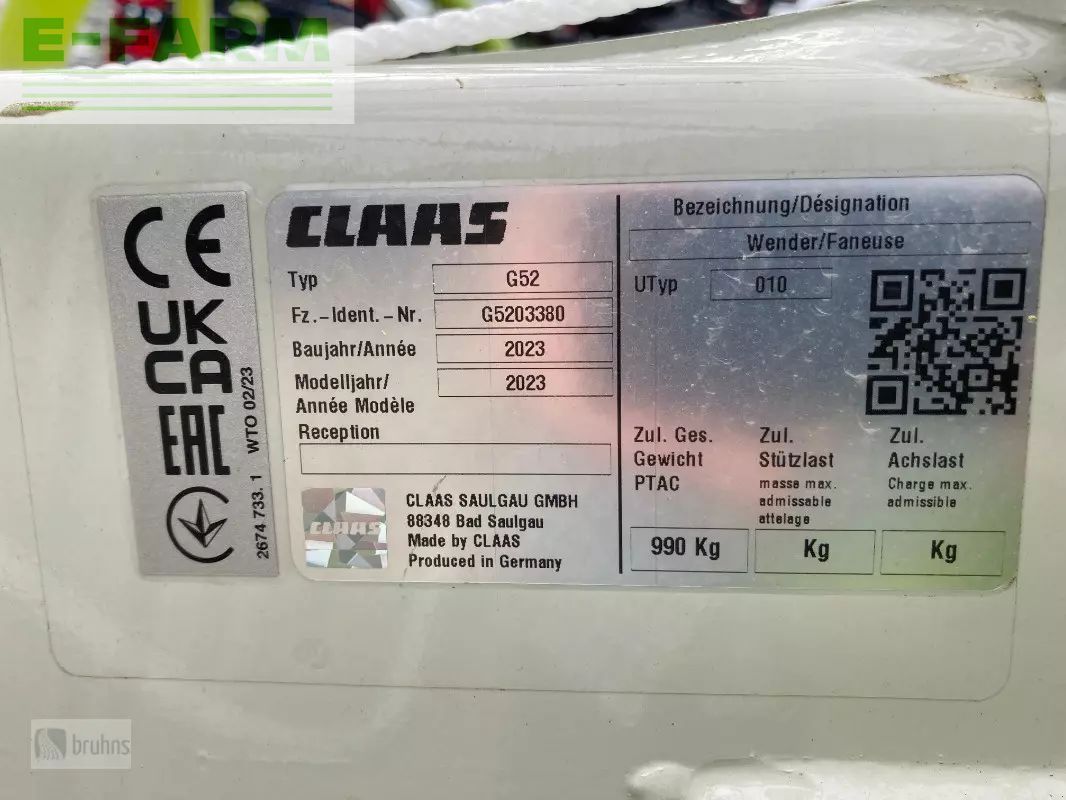 E-FARM
CE
UK
CA
EAC
2674 733. 1 WTO 02/23
CLAAS
Typ G52
Fz.-Ident.-Nr. G5203380
Baujahr/Année 2023
Modelljahr/ 2023
Année Modèle
Reception
CLAAS
CLAAS SAULGAU GMBH
88348 Bad Saulgau
Made by CLAAS
Produced in Germany
Bezeichnung/Désignation
Wender/Faneuse
UTyp 010
Zul. Ges.
Gewicht
PTAC
990 Kg
Zul.
Stützlast
masse max.
admissable
attelage
Kg
Zul.
Achslast
Charge max.
admissible
Kg
bruhns